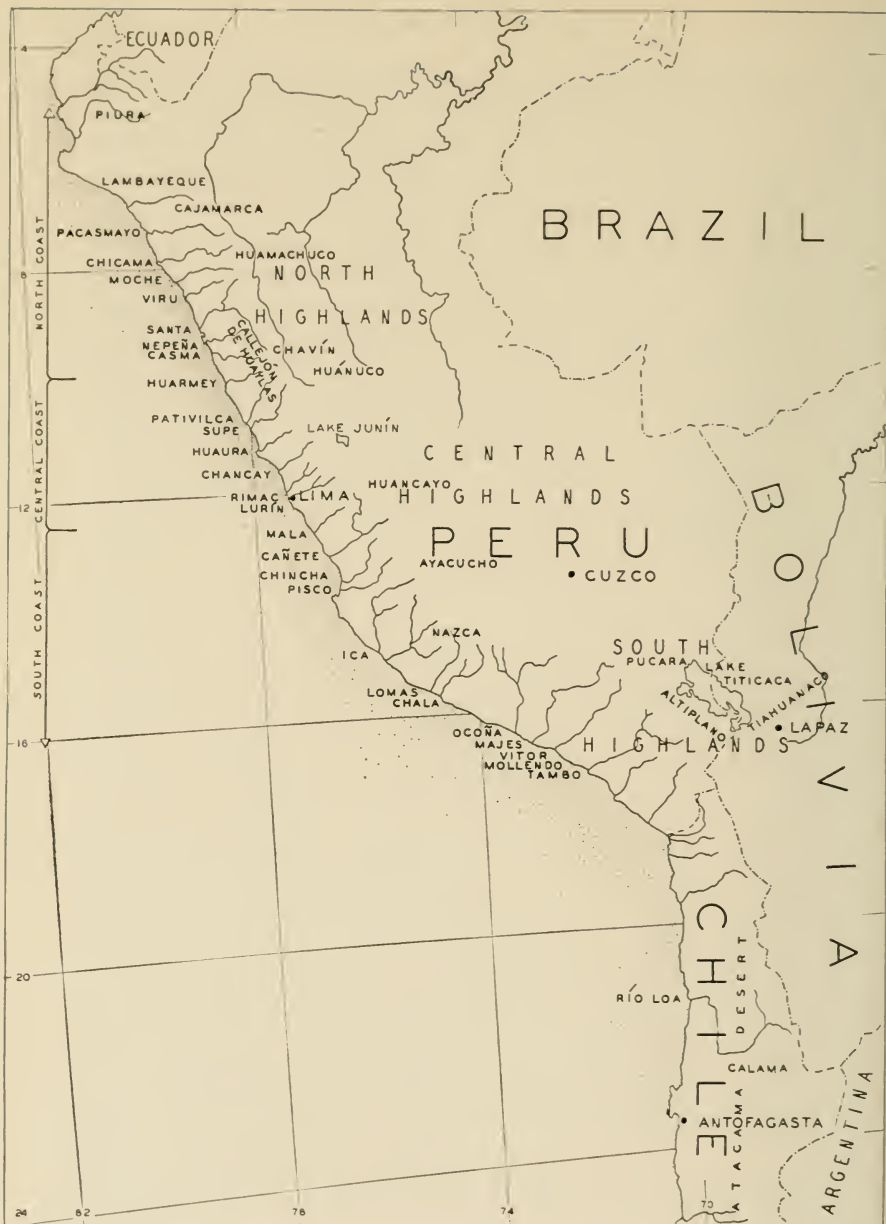 ECUADOR
4
PIURA
LAMBAYEQUE
CAJAMARCA
PACASMAYO
BRAZIL
CHICAMA
HUAMACHUCO
8
MOCHE
NORTH
HIGHLANDS
VIRU
NORTH COAST
SANTA
NEPEÑA
CASMA
CALLEJÓN
DE HUAYLAS
CHAVÍN
HUÁNUCO
HUARMEY
PATIVILCA
SUPE
LAKE JUNÍN
HUAURA
CENTRAL
HIGHLANDS
CHANCAY
HUANCAYO
CENTRAL COAST
12
RIMAC
LIMA
LURÍN
MALA
PERU
CAÑETE
AYACUCHO
CHINCHA
CUZCO
PISCO
BOLIVIA
NAZCA
SOUTH COAST
ICA
SOUTH
HIGHLANDS
PUCARA
LAKE
TITICACA
LOMAS
CHALA
ALTIPLANO
TIAHUANACO
LA PAZ
16
OCOÑA
MAJES
VITOR
MOLLENDO
TAMBO
CHILE
20
RÍO LOA
ATACAMA DESERT
CALAMA
ANTOFAGASTA
ARGENTINA
24
82
78
74
70